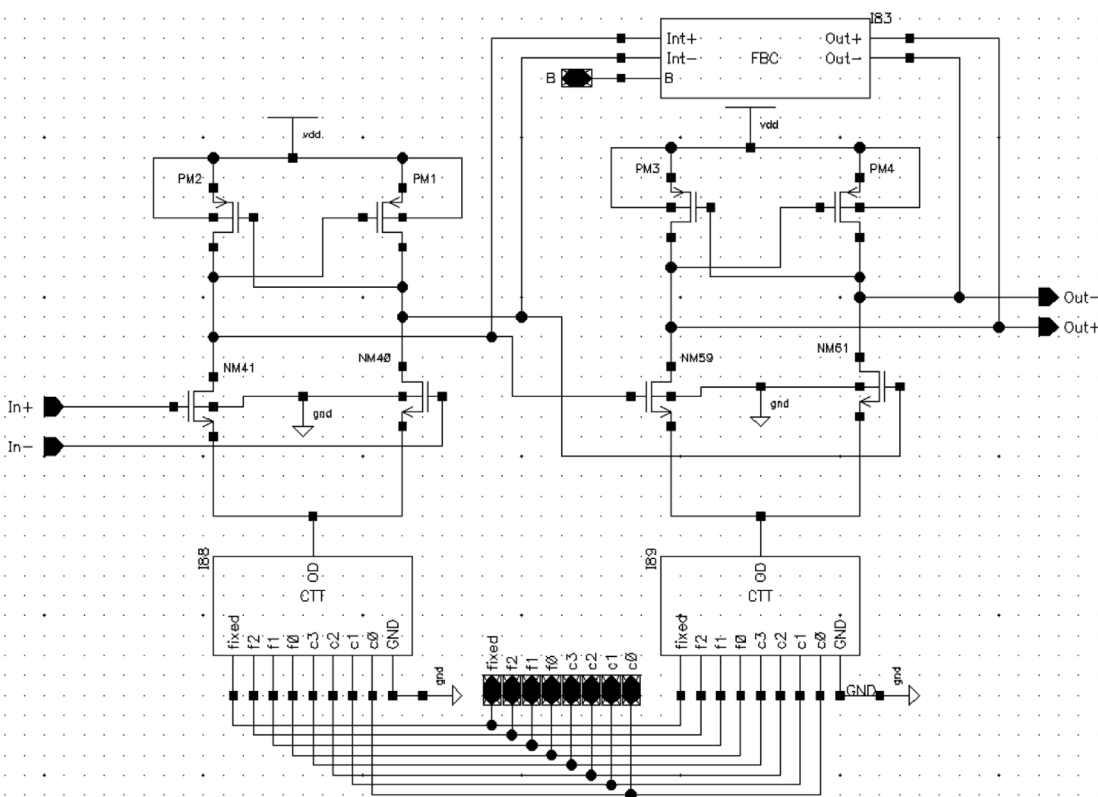 I83
Int+ Out+
Int- FBC Out-
B B
vdd
vdd
PM2 PM1
PM3 PM4
Out-
Out+
NM41 NM40
NM59 NM61
In+ gnd
gnd
In-
I88 I89
OD OD
CTT CTT
fixed f2 f1 f0 c3 c2 c1 c0 GND
fixed f2 f1 f0 c3 c2 c1 c0
fixed f2 f1 f0 c3 c2 c1 c0 GND
gnd
GND gnd